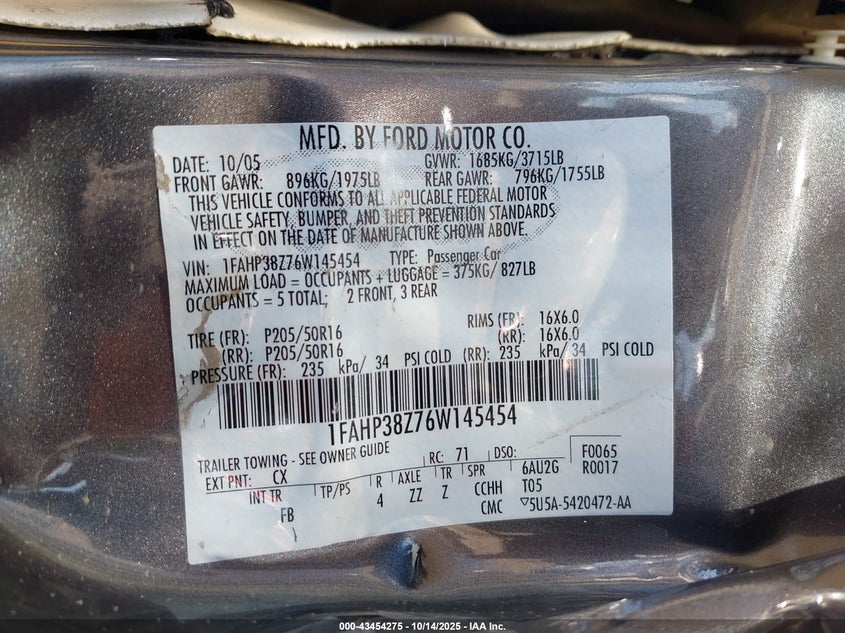 MFD. BY FORD MOTOR CO.
DATE: 10/05 GVWR: 1685KG/3715LB
FRONT GAWR: 896KG/1975LB REAR GAWR: 796KG/1755LB
THIS VEHICLE CONFORMS TO ALL APPLICABLE FEDERAL MOTOR
VEHICLE SAFETY, BUMPER, AND THEFT PREVENTION STANDARDS
IN EFFECT ON THE DATE OF MANUFACTURE SHOWN ABOVE.
VIN: 1FAHP38Z76W145454 TYPE: Passenger Car
MAXIMUM LOAD = OCCUPANTS + LUGGAGE = 375KG/ 827LB
OCCUPANTS = 5 TOTAL; 2 FRONT, 3 REAR
TIRE (FR): P205/50R16 RIMS (FR): 16X6.0
(RR): P205/50R16 (RR): 16X6.0
PRESSURE (FR): 235 kPa/ 34 PSI COLD (RR): 235 kPa/ 34 PSI COLD
1FAHP38Z76W145454
TRAILER TOWING - SEE OWNER GUIDE RC: 71 DSO: F0065
EXT PNT: CX R AXLE TR SPR 6AU2G R0017
INT TR TP/PS 4 ZZ Z CCHH T05
FB CMC ▽5U5A-5420472-AA
000-43454275 - 10/14/2025 - IAA Inc.